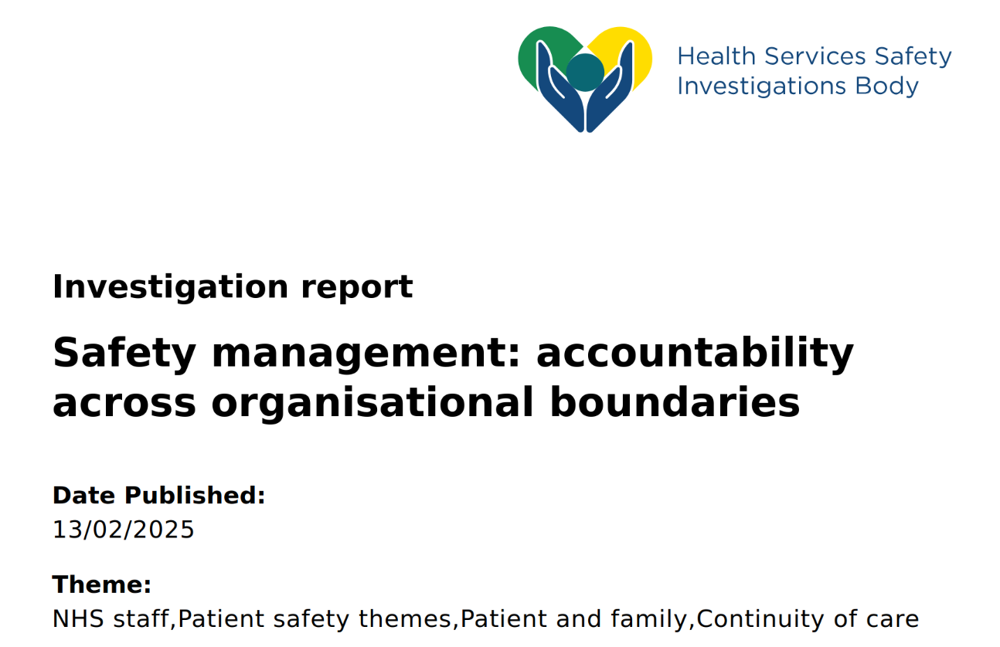 Health Services Safety
Investigations Body
Investigation report
Safety management: accountability
across organisational boundaries
Date Published:
13/02/2025
Theme:
NHS staff,Patient safety themes,Patient and family,Continuity of care